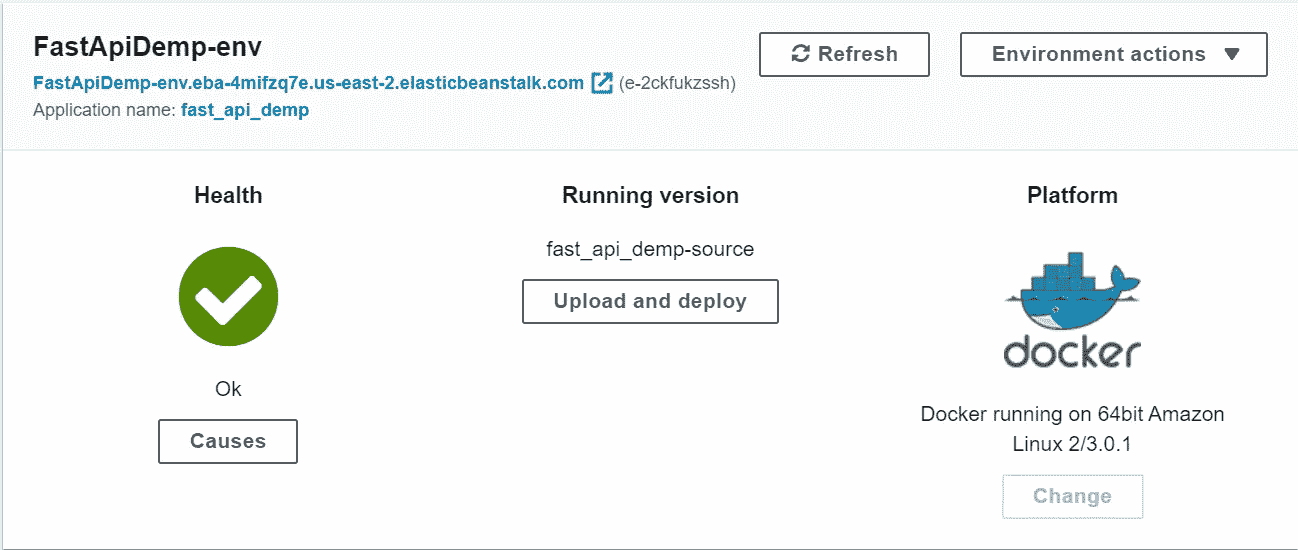 FastApiDemp-env
Refresh
Environment actions
FastApiDemp-env.eba-4mifzq7e.us-east-2.elasticbeanstalk.com (e-2ckfukzssh)
Application name: fast_api_demp
Health
Running version
Platform
fast_api_demp-source
Upload and deploy
docker
Ok
Causes
Docker running on 64bit Amazon
Linux 2/3.0.1
Change